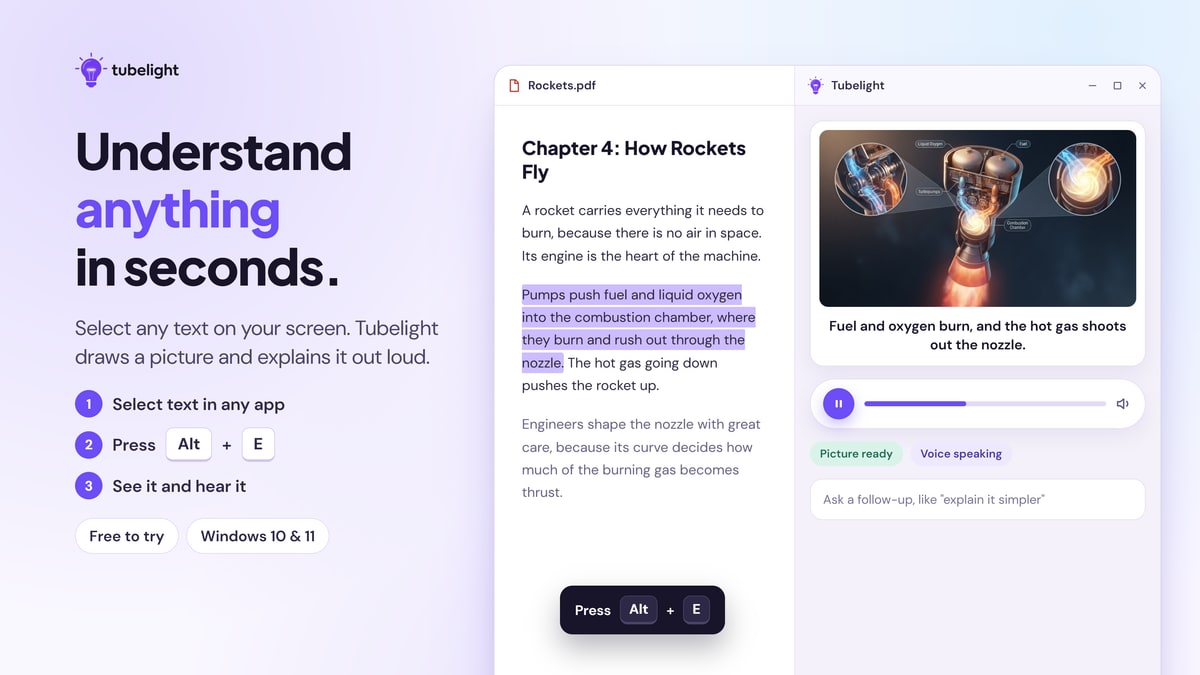 tubelight
Understand
anything
in seconds.
Select any text on your screen. Tubelight
draws a picture and explains it out loud.
1 Select text in any app
2 Press Alt + E
3 See it and hear it
Free to try
Windows 10 & 11
Rockets.pdf
Chapter 4: How Rockets
Fly
A rocket carries everything it needs to
burn, because there is no air in space.
Its engine is the heart of the machine.
Pumps push fuel and liquid oxygen
into the combustion chamber, where
they burn and rush out through the
nozzle. The hot gas going down
pushes the rocket up.
Engineers shape the nozzle with great
care, because its curve decides how
much of the burning gas becomes
thrust.
Press Alt + E
Tubelight
Liquid Oxygen
Fuel
Turbopumps
Combustion
Chamber
Fuel and oxygen burn, and the hot gas shoots
out the nozzle.
Picture ready
Voice speaking
Ask a follow-up, like "explain it simpler"